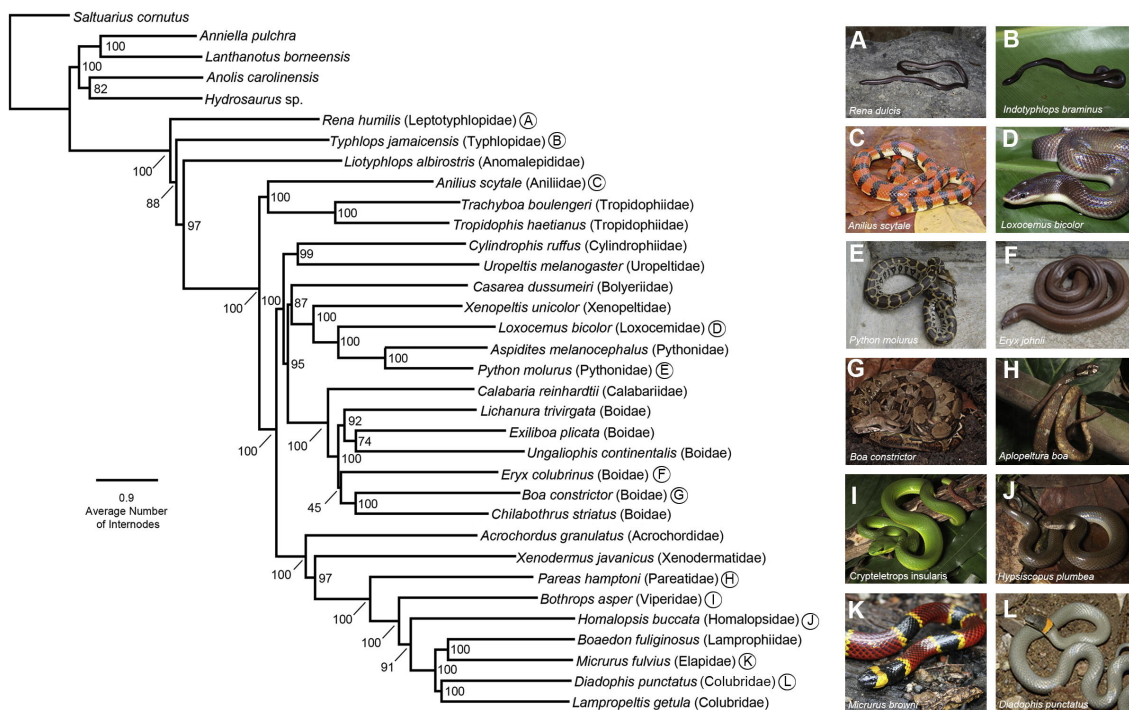 Saltuarius cornutus
Anniella pulchra
100
Lanthanotus borneensis
100
Anolis carolinensis
82
Hydrosaurus sp.
Rena humilis (Leptotyphlopidae) A
Typhlops jamaicensis (Typhlopidae) B
100
Liotyphlops albirostris (Anomalepididae)
88
Anilius scytale (Aniliidae) C
100
Trachyboa boulengeri (Tropidophiidae)
100
97
Tropidophis haetianus (Tropidophiidae)
Cylindrophis ruffus (Cylindrophiidae)
99
Uropeltis melanogaster (Uropeltidae)
Casarea dussumeiri (Bolyeriidae)
100
100
87
Xenopeltis unicolor (Xenopeltidae)
100
Loxocemus bicolor (Loxocemidae) D
100
Aspidites melanocephalus (Pythonidae)
100
95
Python molurus (Pythonidae) E
Calabaria reinhardtii (Calabariidae)
Lichanura trivirgata (Boidae)
92
Exiliboa plicata (Boidae)
74
100
100
100
Ungaliophis continentalis (Boidae)
Eryx colubrinus (Boidae) F
Boa constrictor (Boidae) G
100
45
Chilabothrus striatus (Boidae)
0.9
Average Number
of Internodes
Acrochordus granulatus (Acrochordidae)
Xenodermus javanicus (Xenodermatidae)
100
97
Pareas hamptoni (Pareatidae) H
Bothrops asper (Viperidae) I
100
Homalopsis buccata (Homalopsidae) J
100
Boaedon fuliginosus (Lamprophiidae)
100
91
Micrurus fulvius (Elapidae) K
100
Diadophis punctatus (Colubridae) L
100
Lampropeltis getula (Colubridae)
A
Rena dulcis
B
Indotyphlops braminus
C
Anilius scytale
D
Loxocemus bicolor
E
Python molurus
F
Eryx johnii
G
Boa constrictor
H
Aplopeltura boa
I
Crypteletrops insularis
J
Hypsiscopus plumbea
K
Micrurus browni
L
Diadophis punctatus